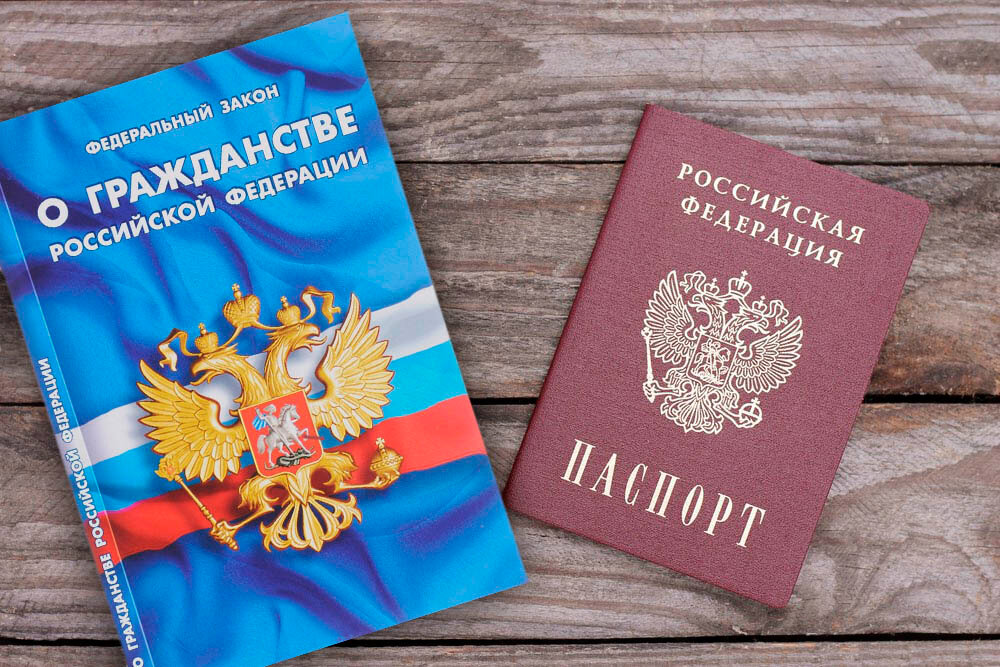 ФЕДЕРАЛЬНЫЙ ЗАКОН
О ГРАЖДАНСТВЕ
РОССИЙСКОЙ ФЕДЕРАЦИИ
О ГРАЖДАНСТВЕ РОССИЙСКОЙ ФЕДЕРАЦИИ
РОССИЙСКАЯ
ФЕДЕРАЦИЯ
ПАСПОРТ